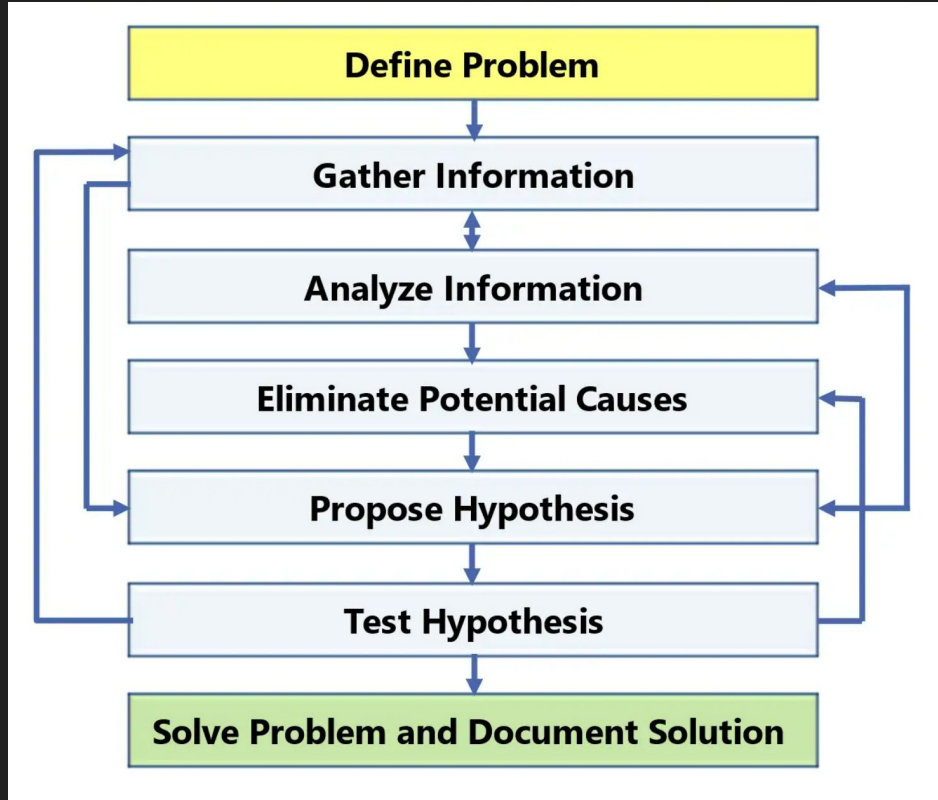 Define Problem
Gather Information
Analyze Information
Eliminate Potential Causes
Propose Hypothesis
Test Hypothesis
Solve Problem and Document Solution